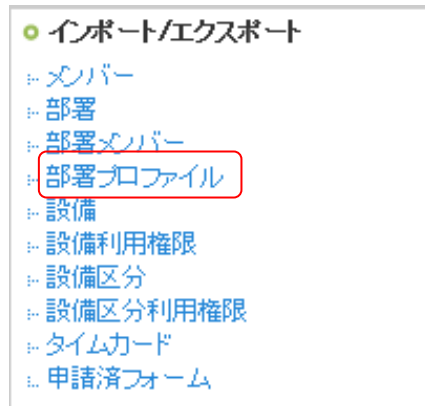 インポート/エクスポート
メンバー
部署
部署メンバー
部署プロファイル
設備
設備利用権限
設備区分
設備区分利用権限
タイムカード
申請済フォーム